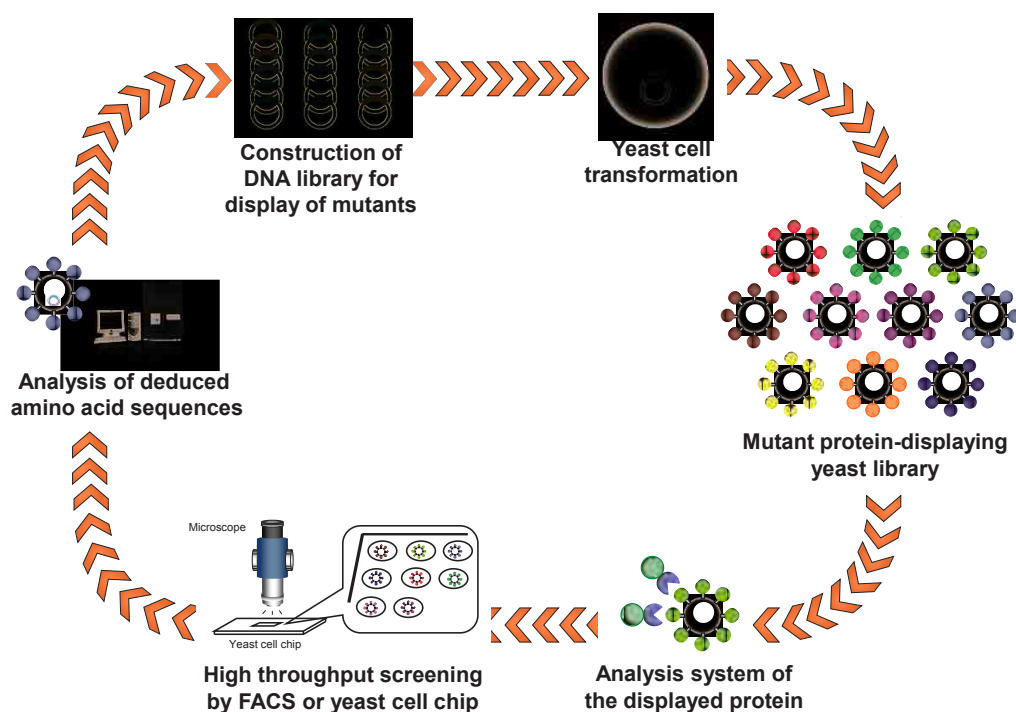 Construction of
DNA library for
display of mutants
Yeast cell
transformation
Mutant protein-displaying
yeast library
Analysis system of
the displayed protein
Microscope
Yeast cell chip
High throughput screening
by FACS or yeast cell chip
Analysis of deduced
amino acid sequences